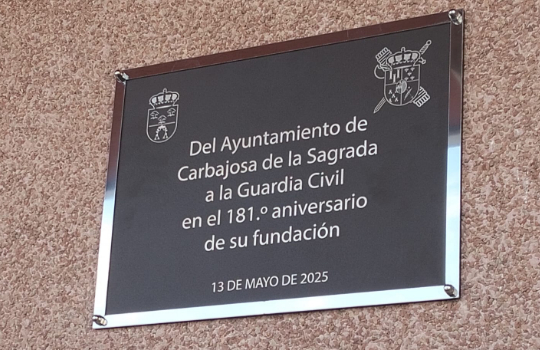 Del Ayuntamiento de
Carbajosa de la Sagrada
a la Guardia Civil
en el 181.º aniversario
de su fundación
13 DE MAYO DE 2025